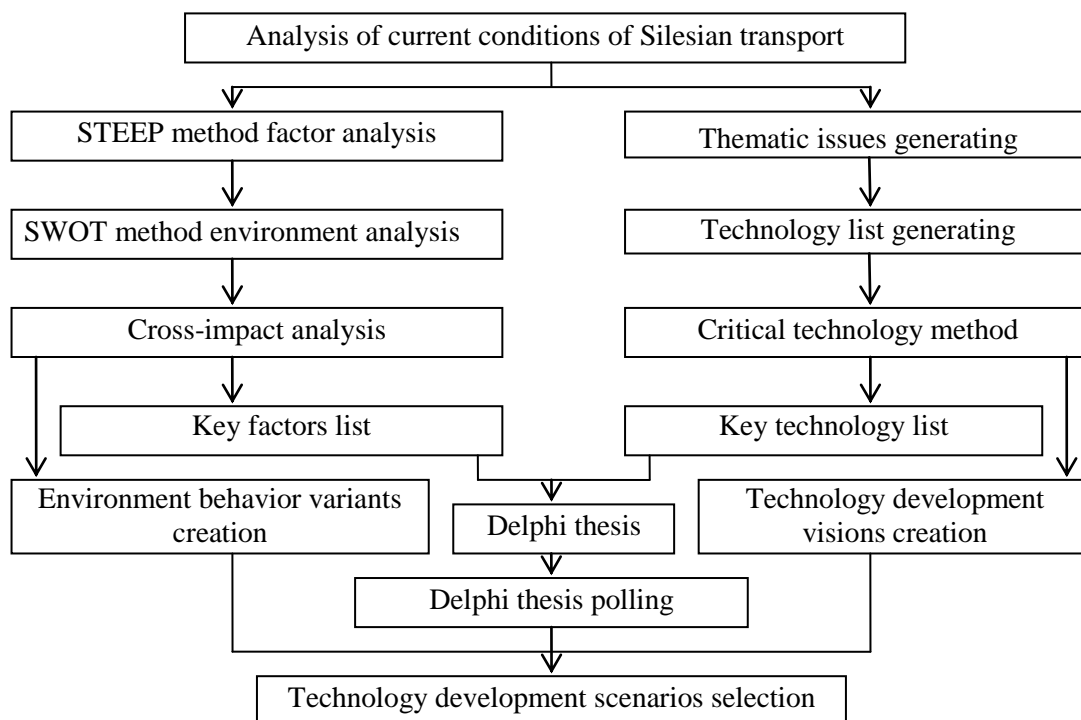 Analysis of current conditions of Silesian transport
STEEP method factor analysis
Thematic issues generating
SWOT method environment analysis
Technology list generating
Cross-impact analysis
Critical technology method
Key factors list
Key technology list
Environment behavior variants
creation
Delphi thesis
Technology development
visions creation
Delphi thesis polling
Technology development scenarios selection